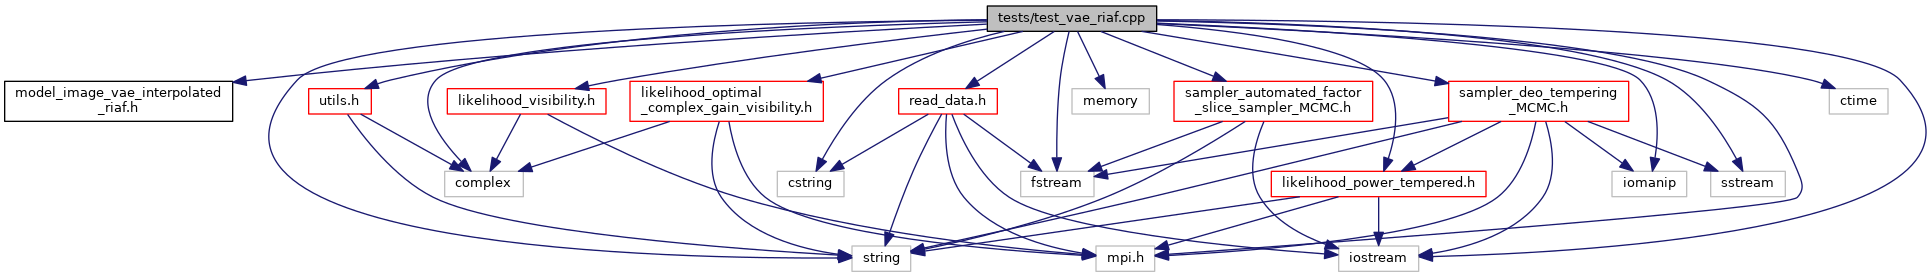 tests/test_vae_riaf.cpp
model_image_vae_interpolated
_riaf.h
utils.h
likelihood_visibility.h
likelihood_optimal
_complex_gain_visibility.h
read_data.h
memory
sampler_automated_factor
_slice_sampler_MCMC.h
sampler_deo_tempering
_MCMC.h
ctime
complex
cstring
fstream
likelihood_power_tempered.h
iomanip
sstream
string
mpi.h
iostream